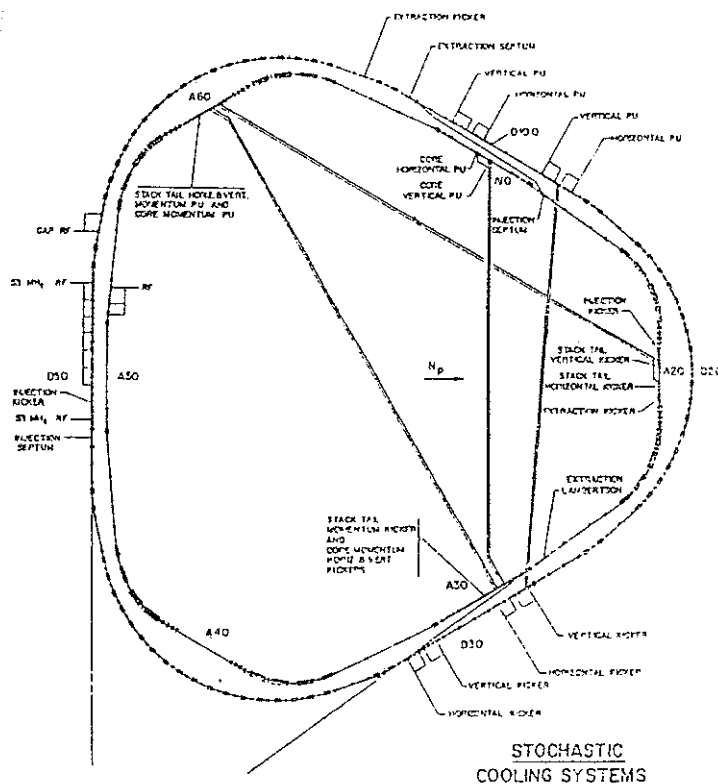 EXTRACTION KICKER
EXTRACTION SEPTUM
VERTICAL PU
HORIZONTAL PU
D10
VERTICAL PU
HORIZONTAL PU
A60
CORE
HORIZONTAL PU
CORE
VERTICAL PU
A10
INJECTION
SEPTUM
STACK TAIL HORIZ & VERT,
MOMENTUM PU AND
CORE MOMENTUM PU
GAP RF
53 MHz RF
RF
D50
A50
INJECTION
KICKER
53 MHz RF
INJECTION
SEPTUM
Np
INJECTION
KICKER
STACK TAIL
VERTICAL KICKER
A20
D20
STACK TAIL
HORIZONTAL KICKER
EXTRACTION KICKER
EXTRACTION
LAMBERTSON
STACK TAIL
MOMENTUM KICKER
AND
CORE MOMENTUM
HORIZ & VERT
KICKERS
A30
A40
D30
VERTICAL KICKER
HORIZONTAL KICKER
VERTICAL KICKER
HORIZONTAL KICKER
STOCHASTIC
COOLING SYSTEMS